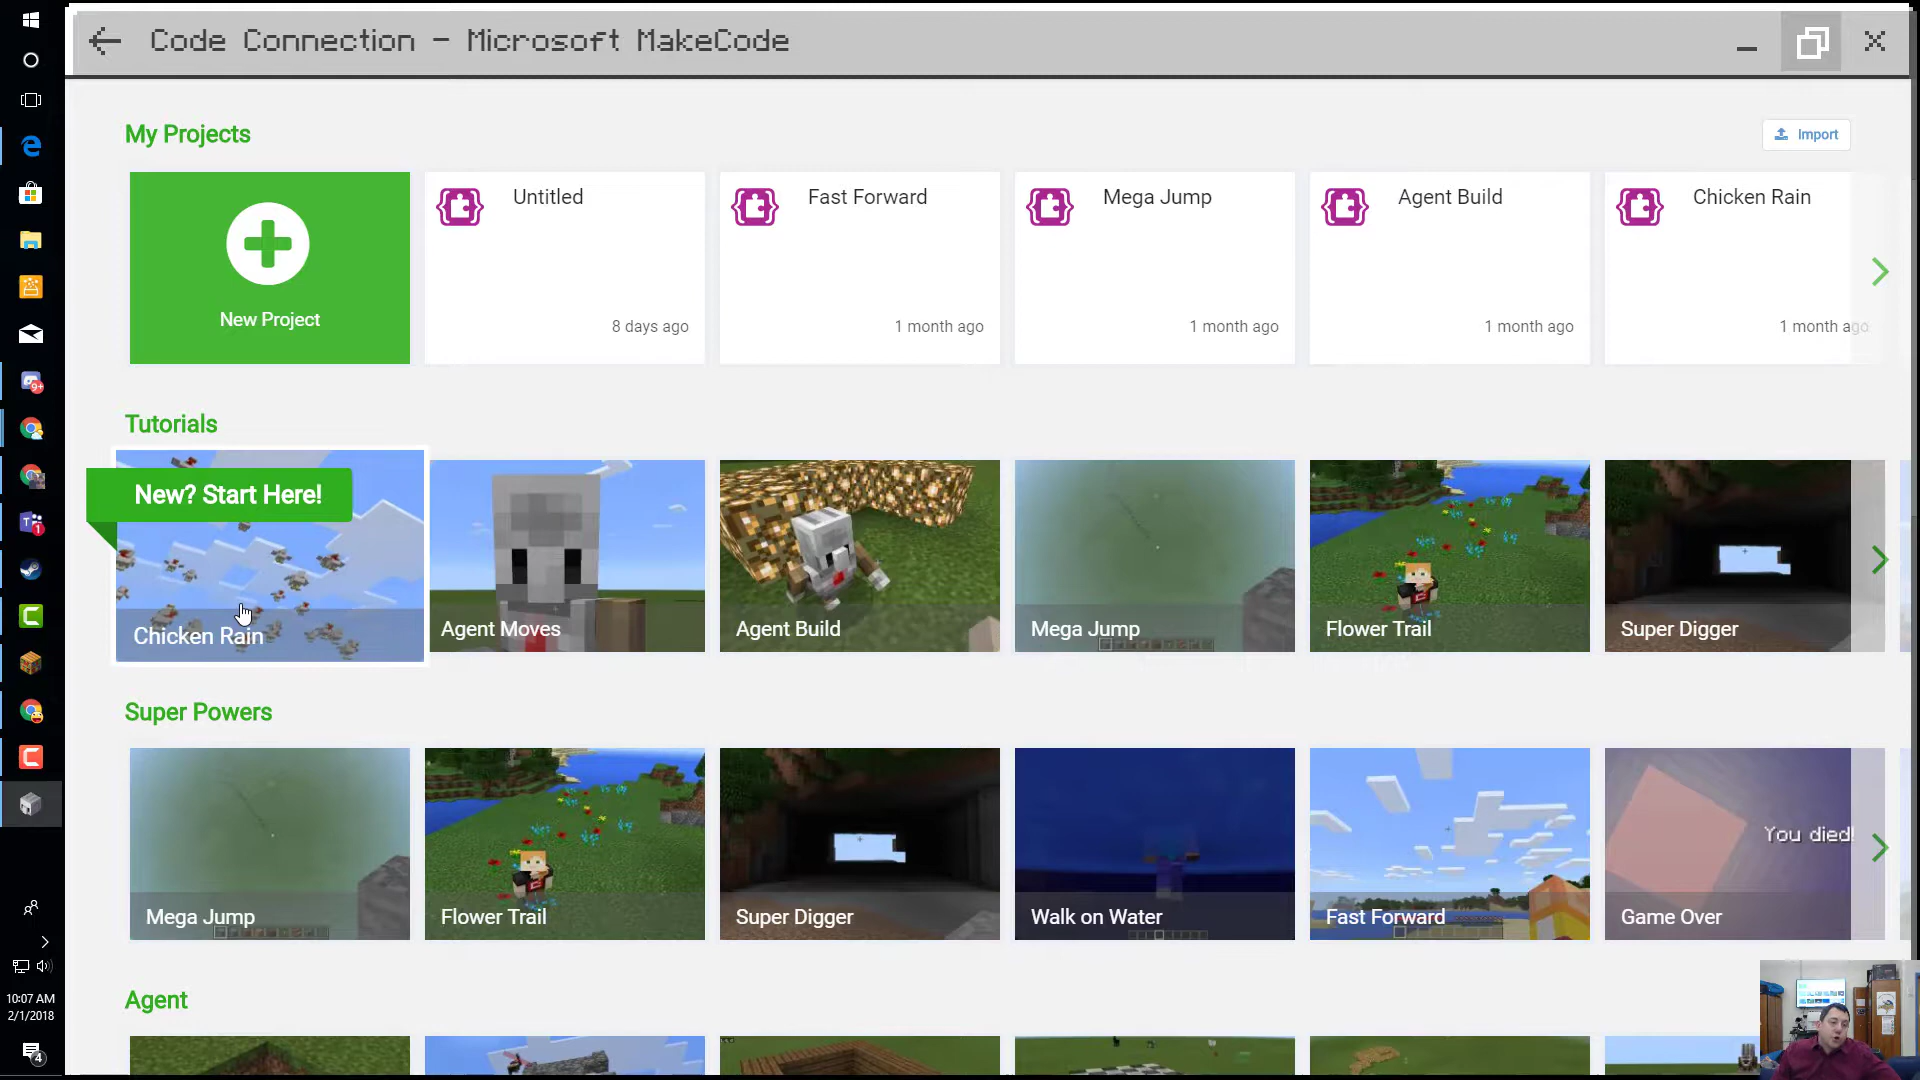 Code Connection - Microsoft MakeCode
My Projects
Import
New Project
Untitled
8 days ago
Fast Forward
1 month ago
Mega Jump
1 month ago
Agent Build
1 month ago
Chicken Rain
1 month ago
Tutorials
New? Start Here!
Chicken Rain
Agent Moves
Agent Build
Mega Jump
Flower Trail
Super Digger
Super Powers
Mega Jump
Flower Trail
Super Digger
Walk on Water
Fast Forward
You died!
Game Over
Agent
9+
1
10:07 AM
2/1/2018
4